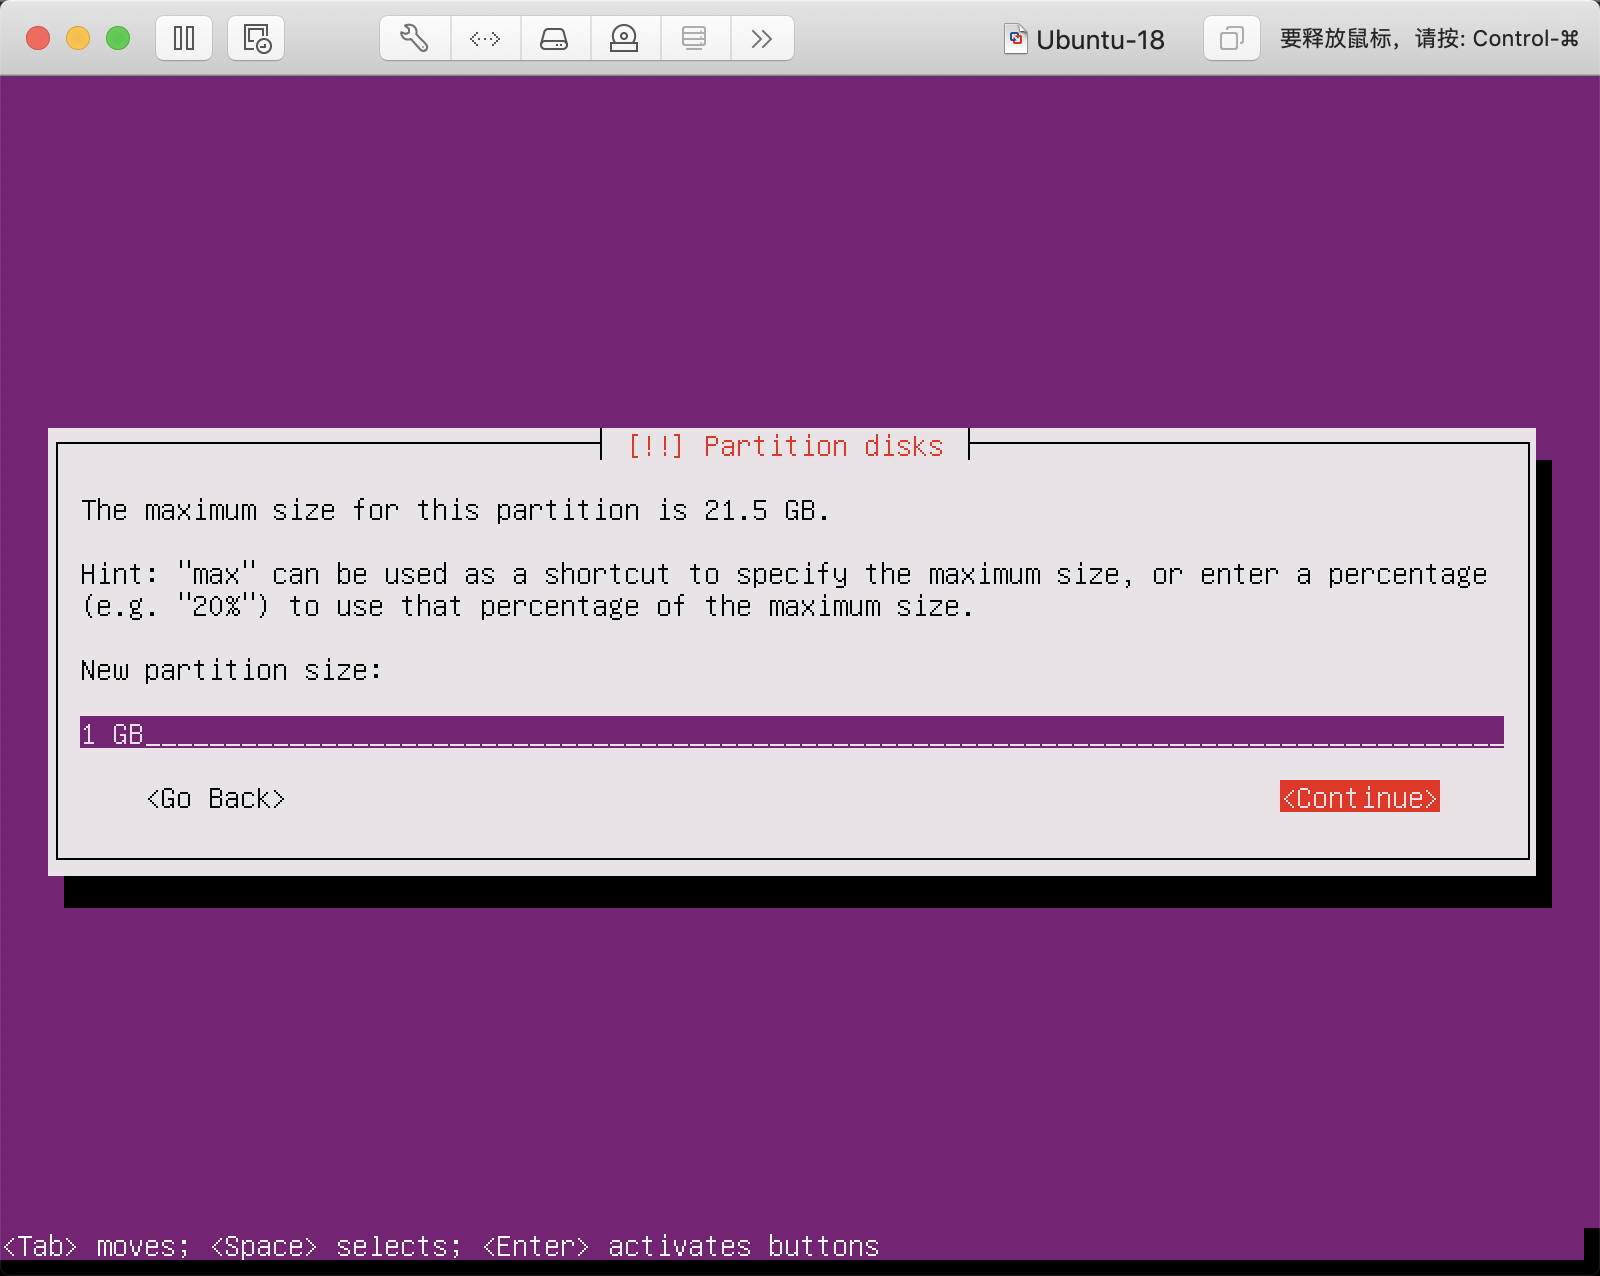 Ubuntu-18
要释放鼠标，请按: Control-⌘
[!!] Partition disks
The maximum size for this partition is 21.5 GB.
Hint: "max" can be used as a shortcut to specify the maximum size, or enter a percentage
(e.g. "20%") to use that percentage of the maximum size.
New partition size:
1 GB
<Go Back> <Continue>
<Tab> moves; <Space> selects; <Enter> activates buttons